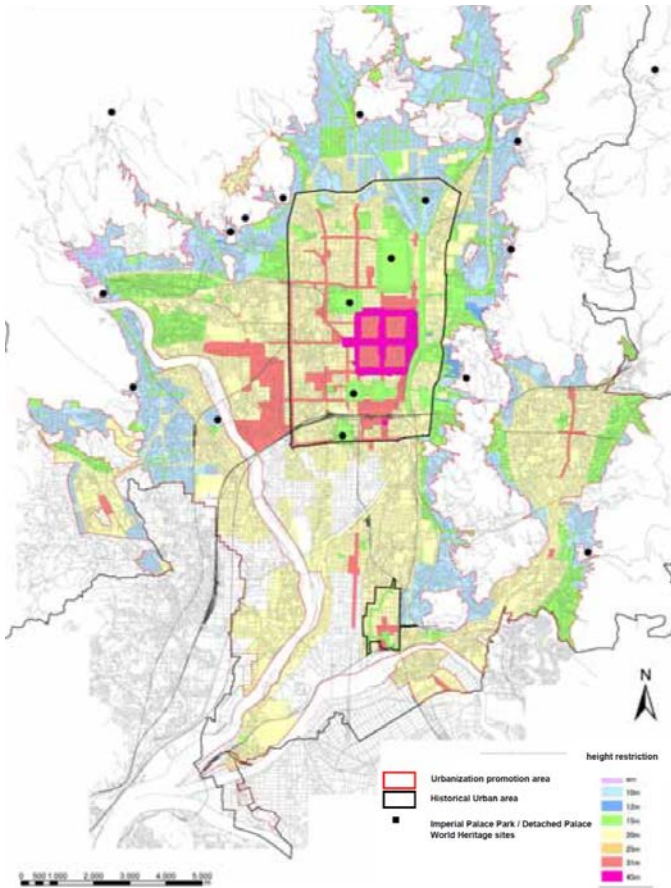 N
height restriction
Urbanization promotion area
Historical Urban area
Imperial Palace Park / Detached Palace
World Heritage sites
10m
12m
15m
20m
25m
31m
45m
0 500 1.000 2.000 3.000 4.000 5.000